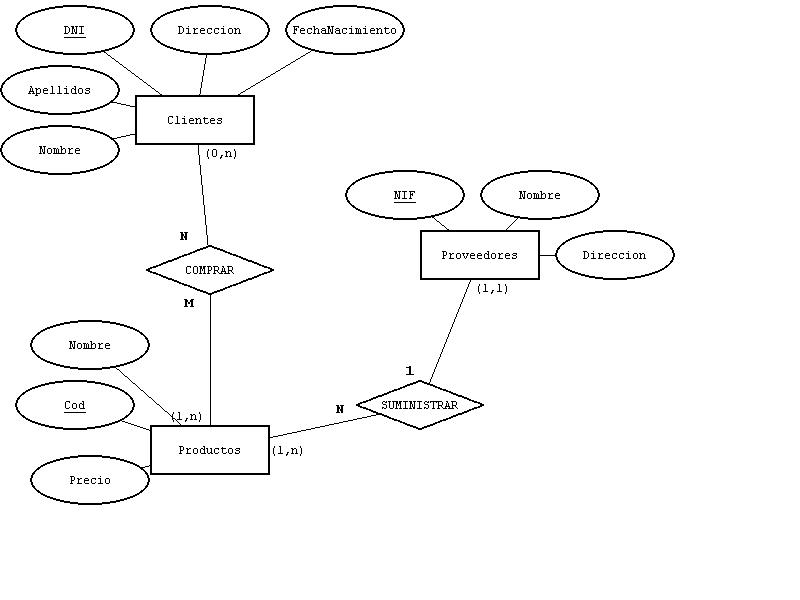 DNI
Direccion
FechaNacimiento
Apellidos
Clientes
Nombre
(0,n)
NIF
Nombre
N
Proveedores
Direccion
COMPRAR
(1,1)
M
Nombre
1
Cod
SUMINISTRAR
N
(1,n)
Productos
(1,n)
Precio